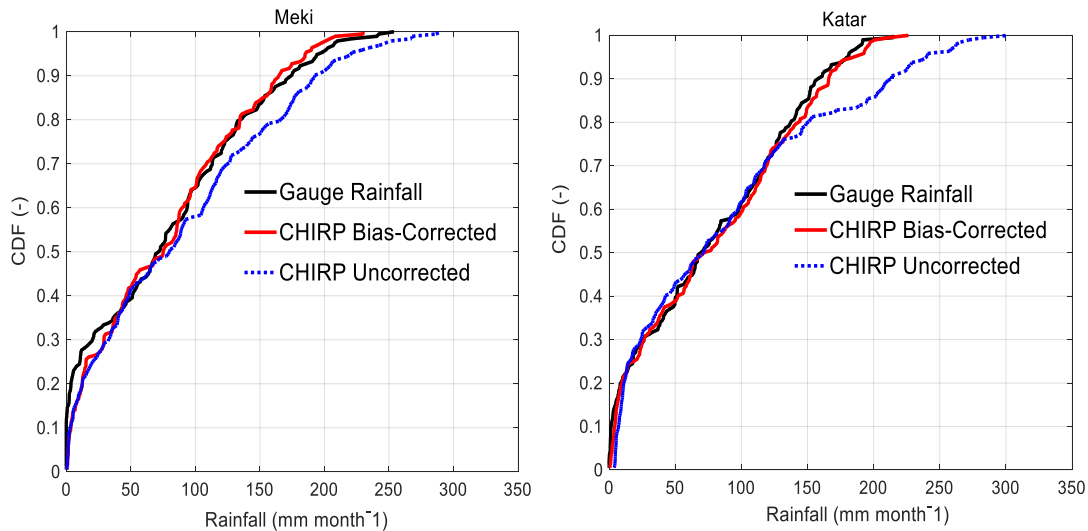 Meki
1
0.9
0.8
0.7
0.6
0.5
0.4
0.3
0.2
0.1
0
CDF (-)
Gauge Rainfall
CHIRP Bias-Corrected
CHIRP Uncorrected
0 50 100 150 200 250 300 350
Rainfall (mm month¯1)
Katar
1
0.9
0.8
0.7
0.6
0.5
0.4
0.3
0.2
0.1
0
CDF (-)
Gauge Rainfall
CHIRP Bias-Corrected
CHIRP Uncorrected
0 50 100 150 200 250 300 350
Rainfall (mm month¯1)